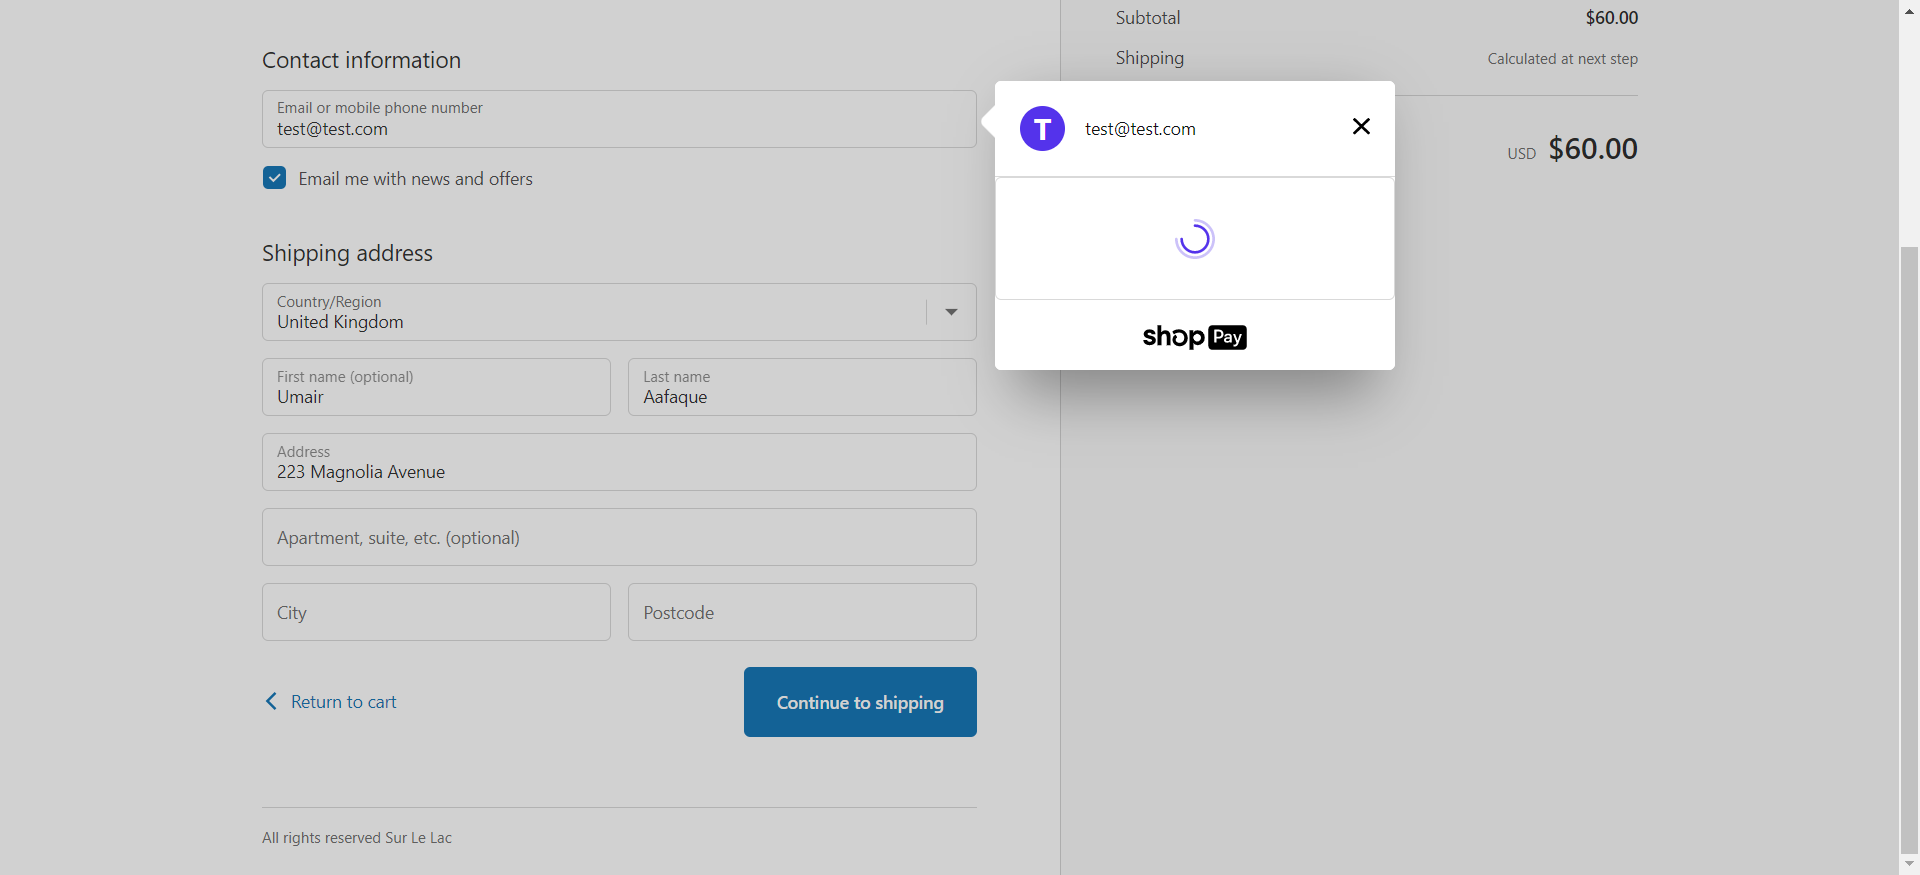 Contact information
Email or mobile phone number
test@test.com
Email me with news and offers
Shipping address
Country/Region
United Kingdom
First name (optional)
Umair
Last name
Aafaque
Address
223 Magnolia Avenue
Apartment, suite, etc. (optional)
City
Postcode
Return to cart
Continue to shipping
All rights reserved Sur Le Lac
Subtotal
$60.00
Shipping
Calculated at next step
USD $60.00
T
test@test.com
shop Pay